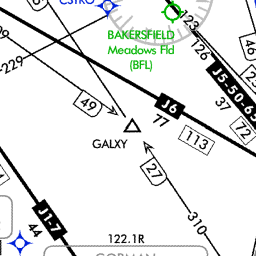 BAKERSFIELD
Meadows Fld
(BFL)
123
126
229
J5-50-65
37
72
49
J6
77
113
GALXY
27
310
J1-7
44
122.1R